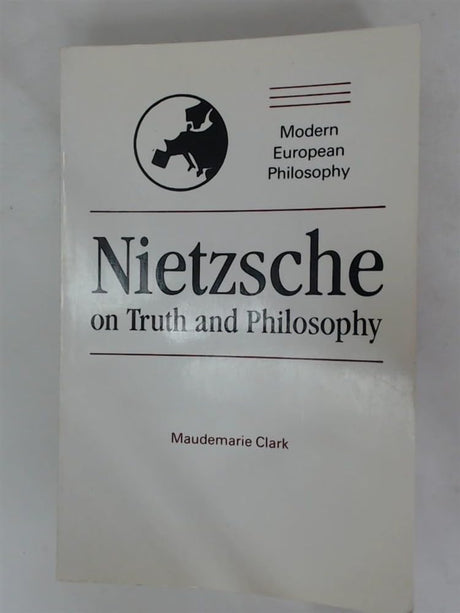 Modern
European
Philosophy
Nietzsche
on Truth and Philosophy
Maudemarie Clark